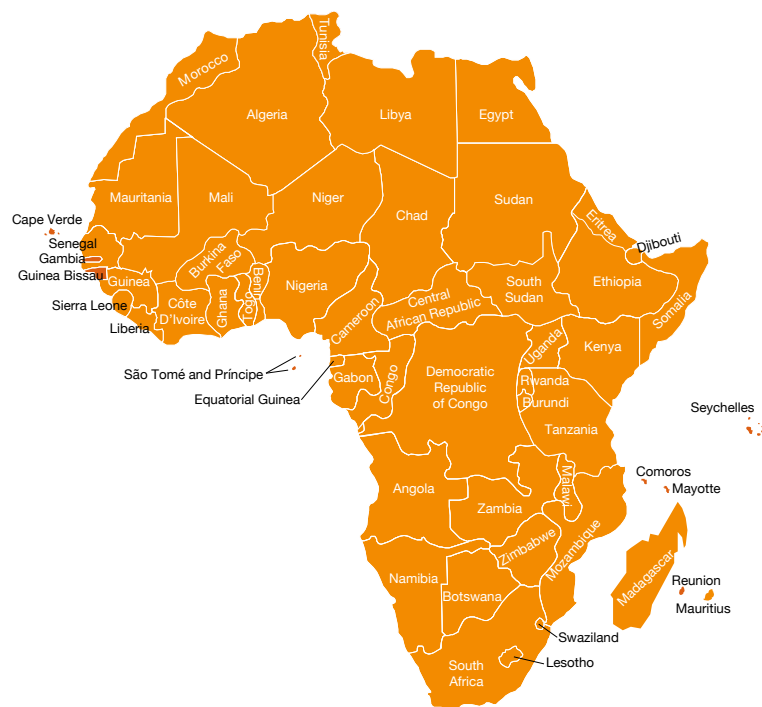 Tunisia
Morocco
Algeria
Libya
Egypt
Mauritania
Mali
Niger
Chad
Sudan
Cape Verde
Eritrea
Senegal
Djibouti
Gambia
Burkina
Faso
Guinea Bissau
Guinea
Benin
Nigeria
South
Sudan
Ethiopia
Sierra Leone
Côte
D'Ivoire
Ghana
Togo
Cameroon
Central
African Republic
Somalia
Liberia
Uganda
Kenya
São Tomé and Príncipe
Gabon
Congo
Democratic
Republic
of Congo
Rwanda
Equatorial Guinea
Burundi
Seychelles
Tanzania
Comoros
Angola
Malawi
Mayotte
Zambia
Zimbabwe
Mozambique
Namibia
Madagascar
Reunion
Botswana
Mauritius
Swaziland
South
Africa
Lesotho